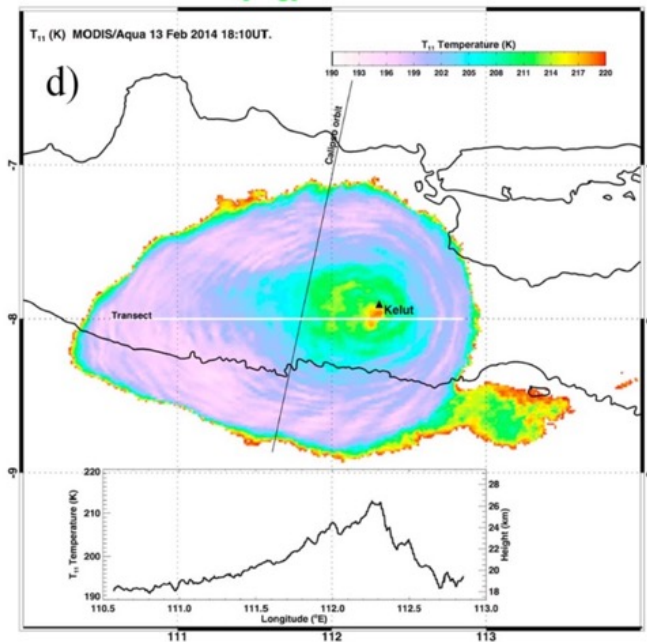 T₁₁ (K) MODIS/Aqua 13 Feb 2014 18:10UT.
T₁₁ Temperature (K)
190 193 196 199 202 205 208 211 214 217 220
d)
Calipso orbit
-7
Kelut
Transect
-8
-9
220
210
200
190
T₁₁ Temperature (K)
28
26
24
22
20
18
Height (km)
110.5 111.0 111.5 112.0 112.5 113.0
Longitude (°E)
111 112 113